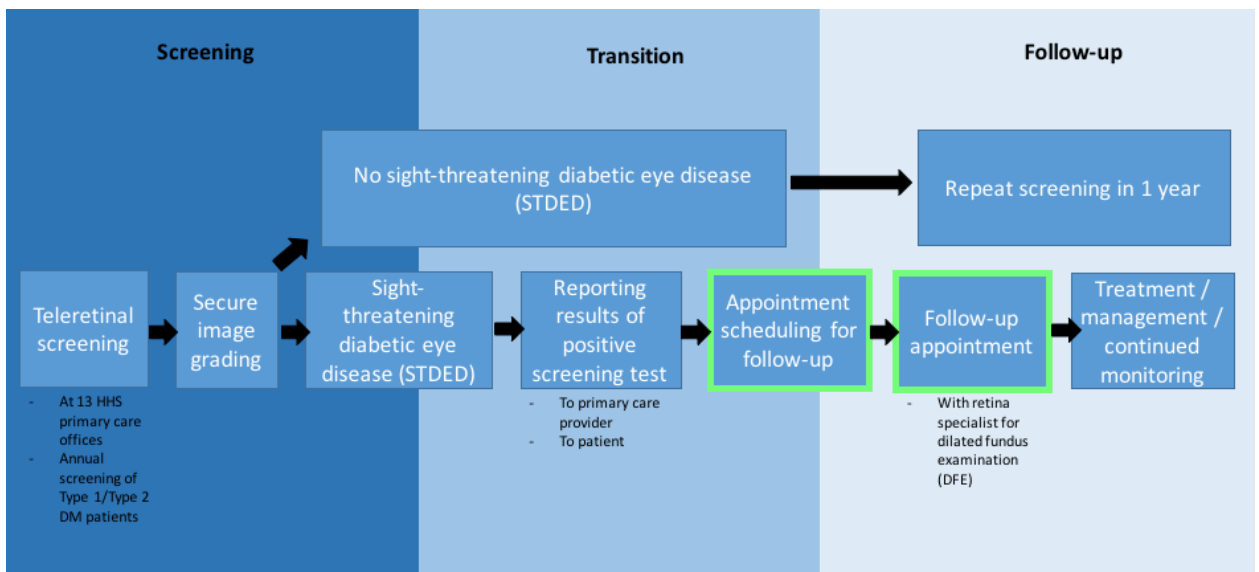 Screening
Transition
Follow-up
No sight-threatening diabetic eye disease
(STDED)
Repeat screening in 1 year
Teleretinal
screening
Secure
image
grading
Sight-
threatening
diabetic eye
disease (STDED)
Reporting
results of
positive
screening test
Appointment
scheduling for
follow-up
Follow-up
appointment
Treatment /
management /
continued
monitoring
- At 13 HHS
primary care
offices
- Annual
screening of
Type 1/Type 2
DM patients
- To primary care
provider
- To patient
- With retina
specialist for
dilated fundus
examination
(DFE)